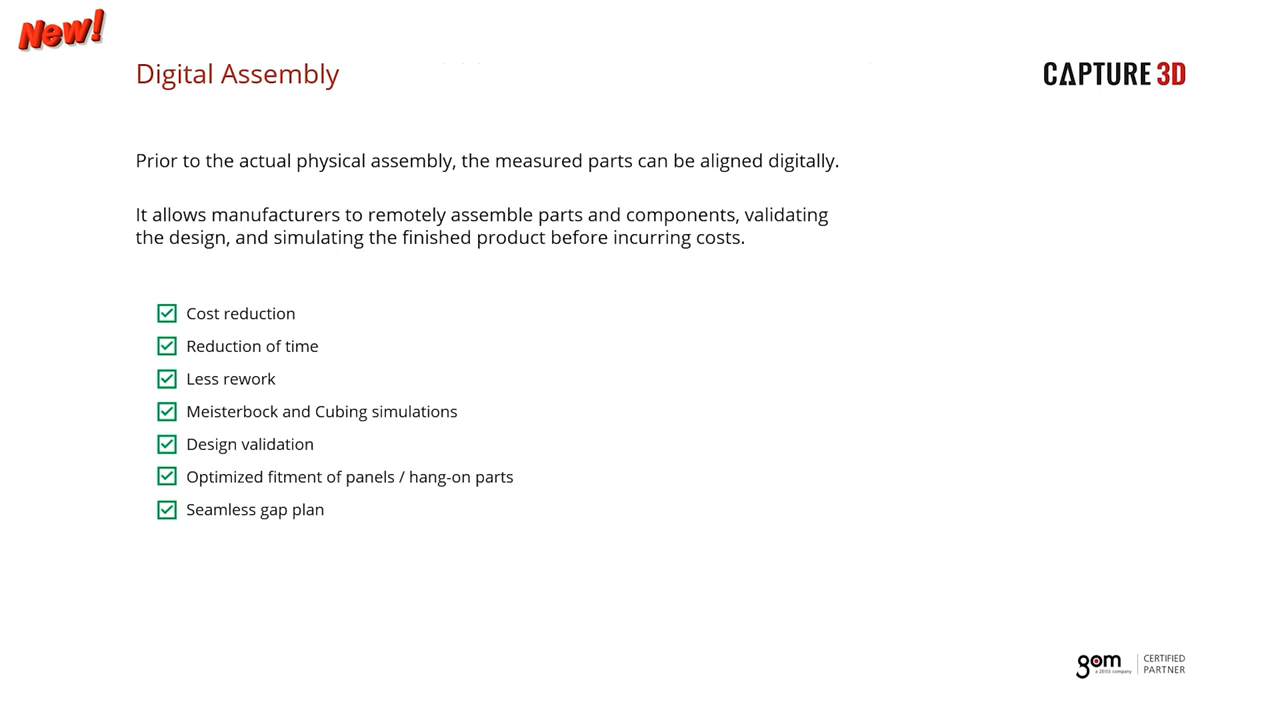 New!
Digital Assembly
CAPTURE 3D
Prior to the actual physical assembly, the measured parts can be aligned digitally.
It allows manufacturers to remotely assemble parts and components, validating
the design, and simulating the finished product before incurring costs.
Cost reduction
Reduction of time
Less rework
Meisterbock and Cubing simulations
Design validation
Optimized fitment of panels / hang-on parts
Seamless gap plan
gom
a ZEISS company
CERTIFIED
PARTNER